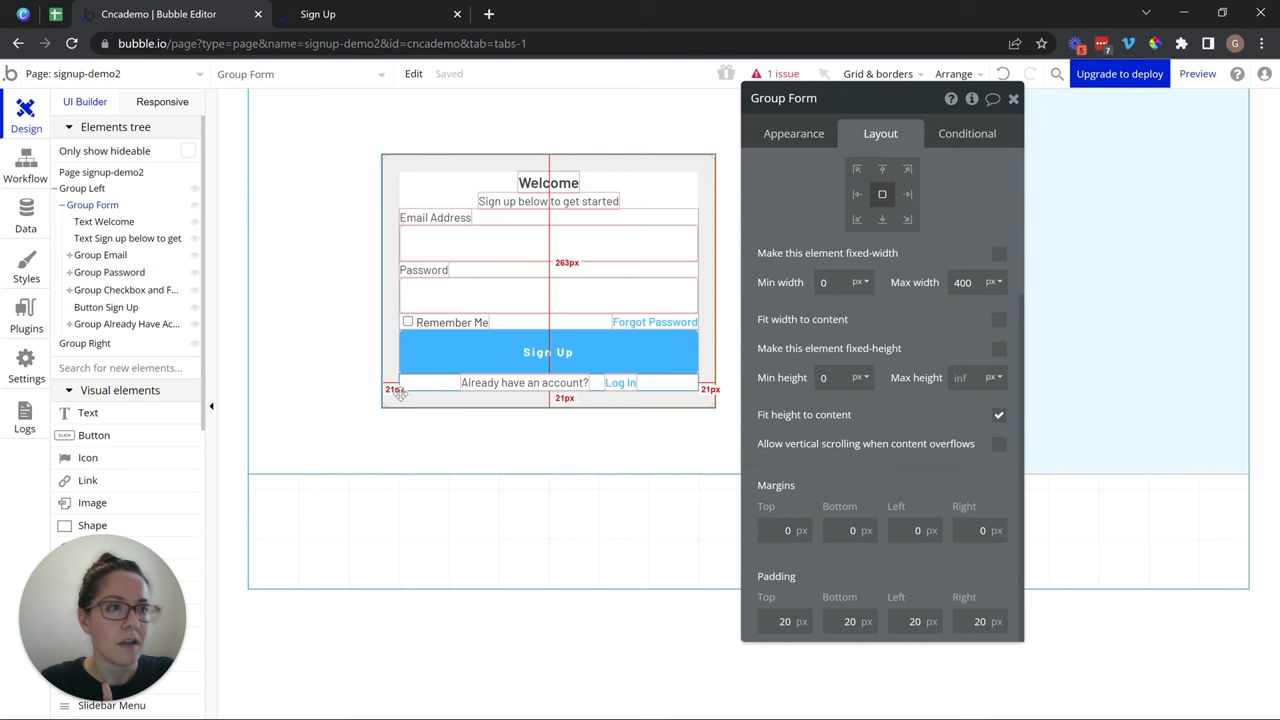 Cncademo | Bubble Editor
Sign Up
bubble.io/page?type=page&name=signup-demo2&id=cncademo&tab=tabs-1
5
7
G
Page: signup-demo2
Group Form
Edit
Saved
1 issue
Grid & borders
Arrange
Upgrade to deploy
Preview
Design
Workflow
Data
Styles
Plugins
Settings
Logs
UI Builder
Responsive
Elements tree
Only show hideable
Page signup-demo2
Group Left
Group Form
Text Welcome
Text Sign up below to get
Group Email
Group Password
Group Checkbox and F...
Button Sign Up
Group Already Have Ac...
Group Right
Search for new elements...
Visual elements
Text
Button
CLICK
Icon
Link
Image
Shape
Slidebar Menu
Welcome
Sign up below to get started
Email Address
263px
Password
Remember Me
Forgot Password
Sign Up
Already have an account?
Log In
21px
21px
21px
Group Form
Appearance
Layout
Conditional
Make this element fixed-width
Min width
0
px
Max width
400
px
Fit width to content
Make this element fixed-height
Min height
0
px
Max height
inf
px
Fit height to content
Allow vertical scrolling when content overflows
Margins
Top
Bottom
Left
Right
0 px
0 px
0 px
0 px
Padding
Top
Bottom
Left
Right
20 px
20 px
20 px
20 px